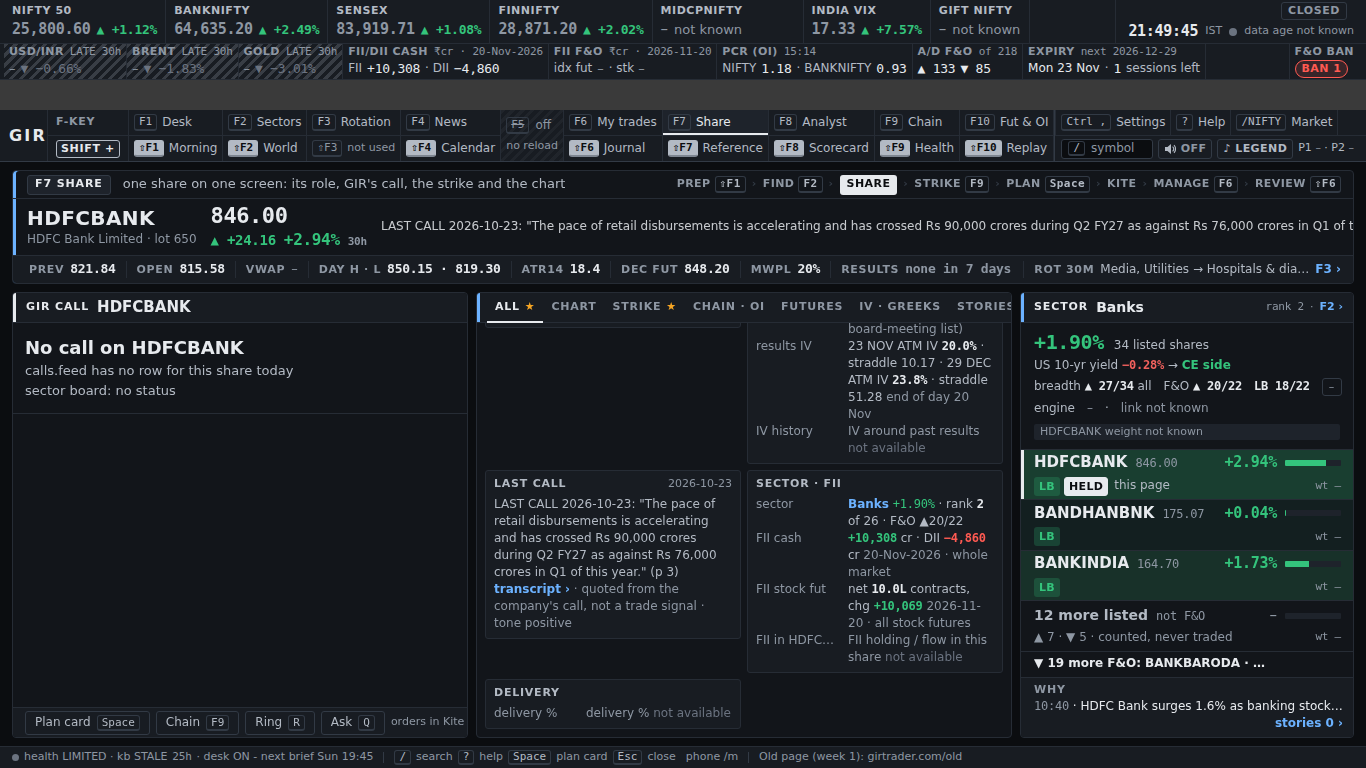 NIFTY 50 BANKNIFTY SENSEX FINNIFTY MIDCPNIFTY INDIA VIX GIFT NIFTY CLOSED
25,800.60 ▲ +1.12% 64,635.20 ▲ +2.49% 83,919.71 ▲ +1.08% 28,871.20 ▲ +2.02% – not known 17.33 ▲ +7.57% – not known 21:49:45 IST ● data age not known
USD/INR LATE 30h BRENT LATE 30h GOLD LATE 30h FII/DII CASH ₹cr · 20-Nov-2026 FII F&O ₹cr · 2026-11-20 PCR (OI) 15:14 A/D F&O of 218 EXPIRY next 2026-12-29 F&O BAN
– ▼ −0.66% – ▼ −1.83% – ▼ −3.01% FII +10,308 · DII −4,860 idx fut – · stk – NIFTY 1.18 · BANKNIFTY 0.93 ▲ 133 ▼ 85 Mon 23 Nov · 1 sessions left BAN 1
GIR F-KEY F1 Desk F2 Sectors F3 Rotation F4 News F5 off F6 My trades F7 Share F8 Analyst F9 Chain F10 Fut & OI Ctrl , Settings ? Help /NIFTY Market
SHIFT + ⇧F1 Morning ⇧F2 World ⇧F3 not used ⇧F4 Calendar no reload ⇧F6 Journal ⇧F7 Reference ⇧F8 Scorecard ⇧F9 Health ⇧F10 Replay / symbol OFF ♪ LEGEND P1 – · P2 –
F7 SHARE one share on one screen: its role, GIR's call, the strike and the chart PREP ⇧F1 › FIND F2 › SHARE › STRIKE F9 › PLAN Space › KITE › MANAGE F6 › REVIEW ⇧F6
HDFCBANK 846.00
HDFC Bank Limited · lot 650 ▲ +24.16 +2.94% 30h LAST CALL 2026-10-23: "The pace of retail disbursements is accelerating and has crossed Rs 90,000 crores during Q2 FY27 as against Rs 76,000 crores in Q1 of t
PREV 821.84 OPEN 815.58 VWAP – DAY H · L 850.15 · 819.30 ATR14 18.4 DEC FUT 848.20 MWPL 20% RESULTS none in 7 days ROT 30M Media, Utilities → Hospitals & dia... F3 ›
GIR CALL HDFCBANK
No call on HDFCBANK
calls.feed has no row for this share today
sector board: no status
Plan card Space Chain F9 Ring R Ask Q orders in Kite
ALL ★ CHART STRIKE ★ CHAIN · OI FUTURES IV · GREEKS STORIES
board-meeting list)
results IV 23 NOV ATM IV 20.0% ·
straddle 10.17 · 29 DEC
ATM IV 23.8% · straddle
51.28 end of day 20
Nov
IV history IV around past results
not available
LAST CALL 2026-10-23
LAST CALL 2026-10-23: "The pace of
retail disbursements is accelerating
and has crossed Rs 90,000 crores
during Q2 FY27 as against Rs 76,000
crores in Q1 of this year." (p 3)
transcript › · quoted from the
company's call, not a trade signal ·
tone positive
SECTOR · FII
sector Banks +1.90% · rank 2
of 26 · F&O ▲20/22
FII cash +10,308 cr · DII −4,860
cr 20-Nov-2026 · whole
market
FII stock fut net 10.0L contracts,
chg +10,069 2026-11-
20 · all stock futures
FII in HDFC... FII holding / flow in this
share not available
DELIVERY
delivery % delivery % not available
SECTOR Banks rank 2 · F2 ›
+1.90% 34 listed shares
US 10-yr yield −0.28% → CE side
breadth ▲ 27/34 all F&O ▲ 20/22 LB 18/22 –
engine – · link not known
HDFCBANK weight not known
HDFCBANK 846.00 +2.94%
LB HELD this page wt –
BANDHANBNK 175.07 +0.04%
LB wt –
BANKINDIA 164.70 +1.73%
LB wt –
12 more listed not F&O –
▲ 7 · ▼ 5 · counted, never traded wt –
▼ 19 more F&O: BANKBARODA · ...
WHY
10:40 · HDFC Bank surges 1.6% as banking stock...
stories 0 ›
● health LIMITED · kb STALE 25h · desk ON - next brief Sun 19:45 / search ? help Space plan card Esc close phone /m Old page (week 1): girtrader.com/old